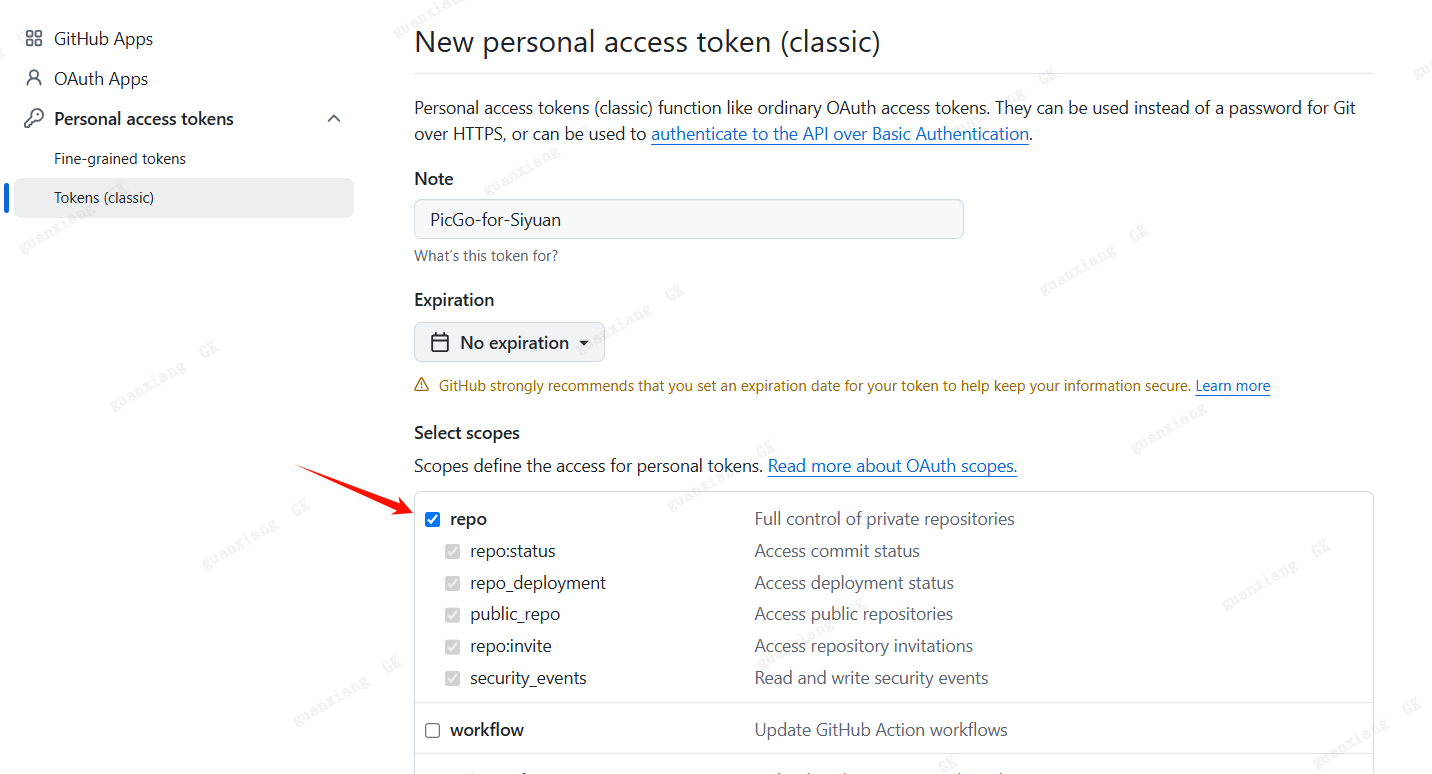 GitHub Apps
OAuth Apps
Personal access tokens
Fine-grained tokens
Tokens (classic)
New personal access token (classic)
Personal access tokens (classic) function like ordinary OAuth access tokens. They can be used instead of a password for Git
over HTTPS, or can be used to authenticate to the API over Basic Authentication.
Note
PicGo-for-Siyuan
What's this token for?
Expiration
No expiration
GitHub strongly recommends that you set an expiration date for your token to help keep your information secure. Learn more
Select scopes
Scopes define the access for personal tokens. Read more about OAuth scopes.
repo Full control of private repositories
repo:status Access commit status
repo_deployment Access deployment status
public_repo Access public repositories
repo:invite Access repository invitations
security_events Read and write security events
workflow Update GitHub Action workflows
guanxiang GK